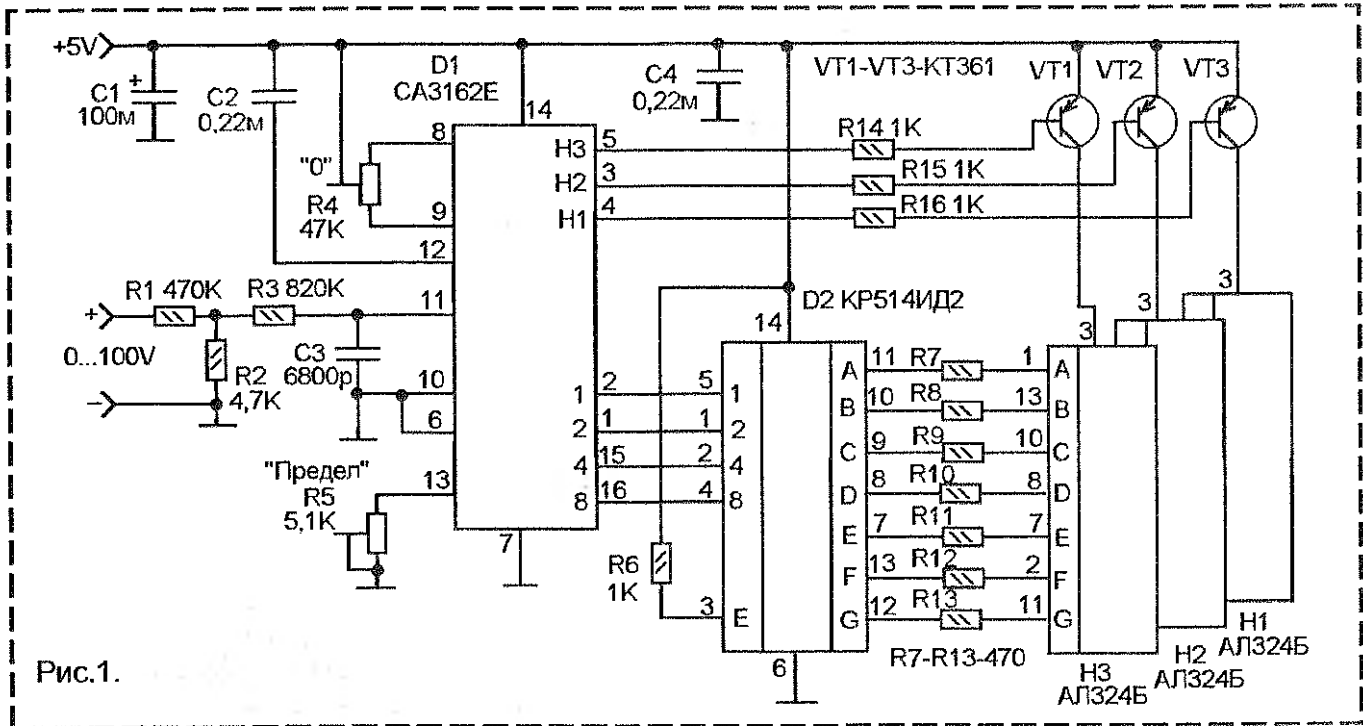 +5V
C1
+
100м
C2
0,22м
D1
CA3162E
14
C4
0,22м
VT1-VT3-КТ361
VT1
VT2
VT3
"0"
R4
47K
8
9
12
H3
5
H2
3
H1
4
R14 1K
R15 1K
R16 1K
R1 470K
R3 820K
11
+
0...100V
–
R2
4,7K
C3
6800p
10
6
"Предел"
R5
5,1K
13
7
1
2
2
1
4
15
8
16
D2 КР514ИД2
14
5
1
1
2
2
4
4
8
R6
1K
3
E
6
A
11
R7
1
A
B
10
R8
13
B
C
9
R9
10
C
D
8
R10
8
D
E
7
R11
7
E
F
13
R12
2
F
G
12
R13
11
G
R7-R13-470
3
3
3
H1
АЛ324Б
H2
АЛ324Б
H3
АЛ324Б
Рис.1.